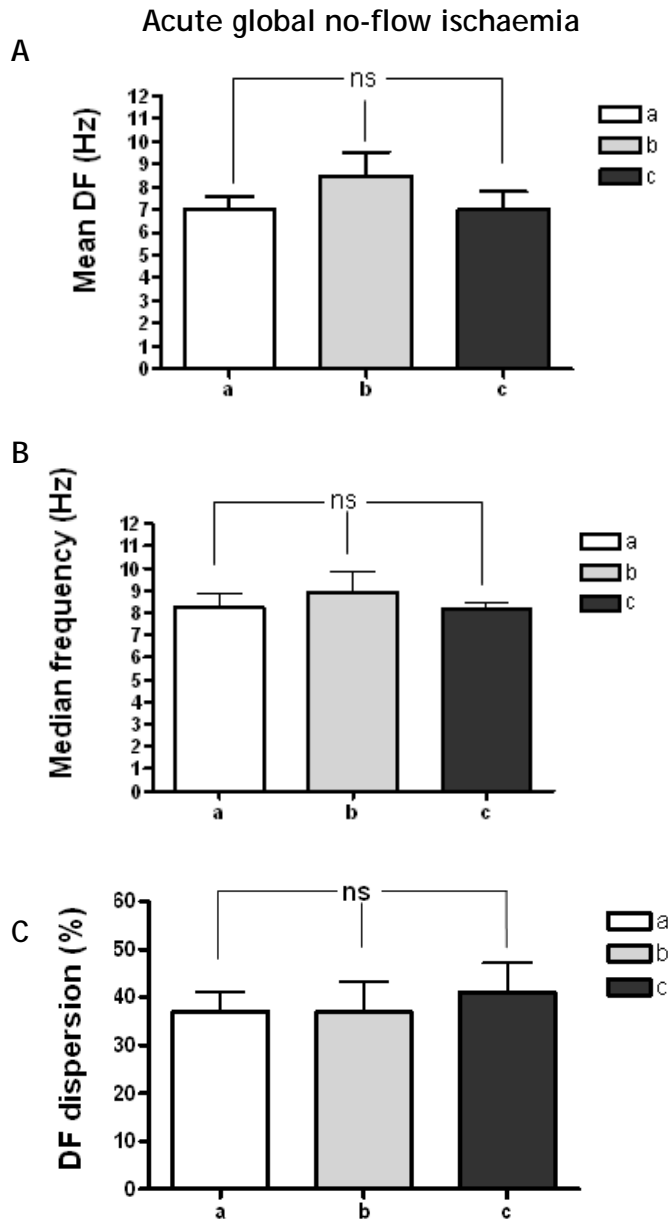 Acute global no-flow ischaemia
A
ns
Mean DF (Hz)
12
11
10
9
8
7
6
5
4
3
2
1
0
a
b
c
a
b
c
B
ns
Median frequency (Hz)
12
11
10
9
8
7
6
5
4
3
2
1
0
a
b
c
a
b
c
C
ns
DF dispersion (%)
60
50
40
30
20
10
0
a
b
c
a
b
c